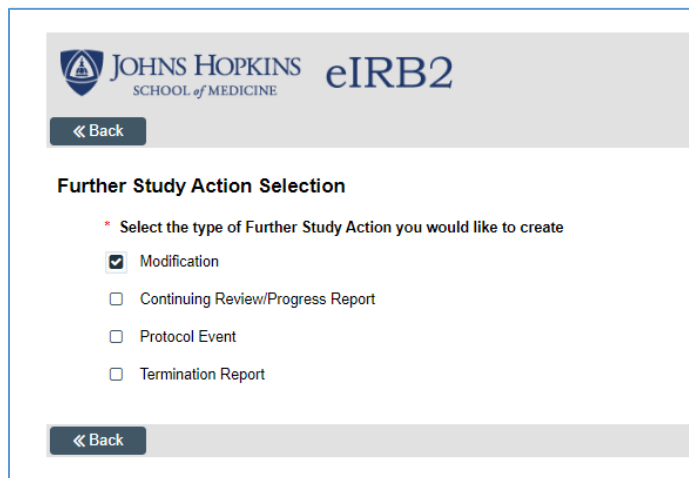 JOHNS HOPKINS
SCHOOL of MEDICINE
eIRB2
« Back
Further Study Action Selection
* Select the type of Further Study Action you would like to create
Modification
Continuing Review/Progress Report
Protocol Event
Termination Report
« Back